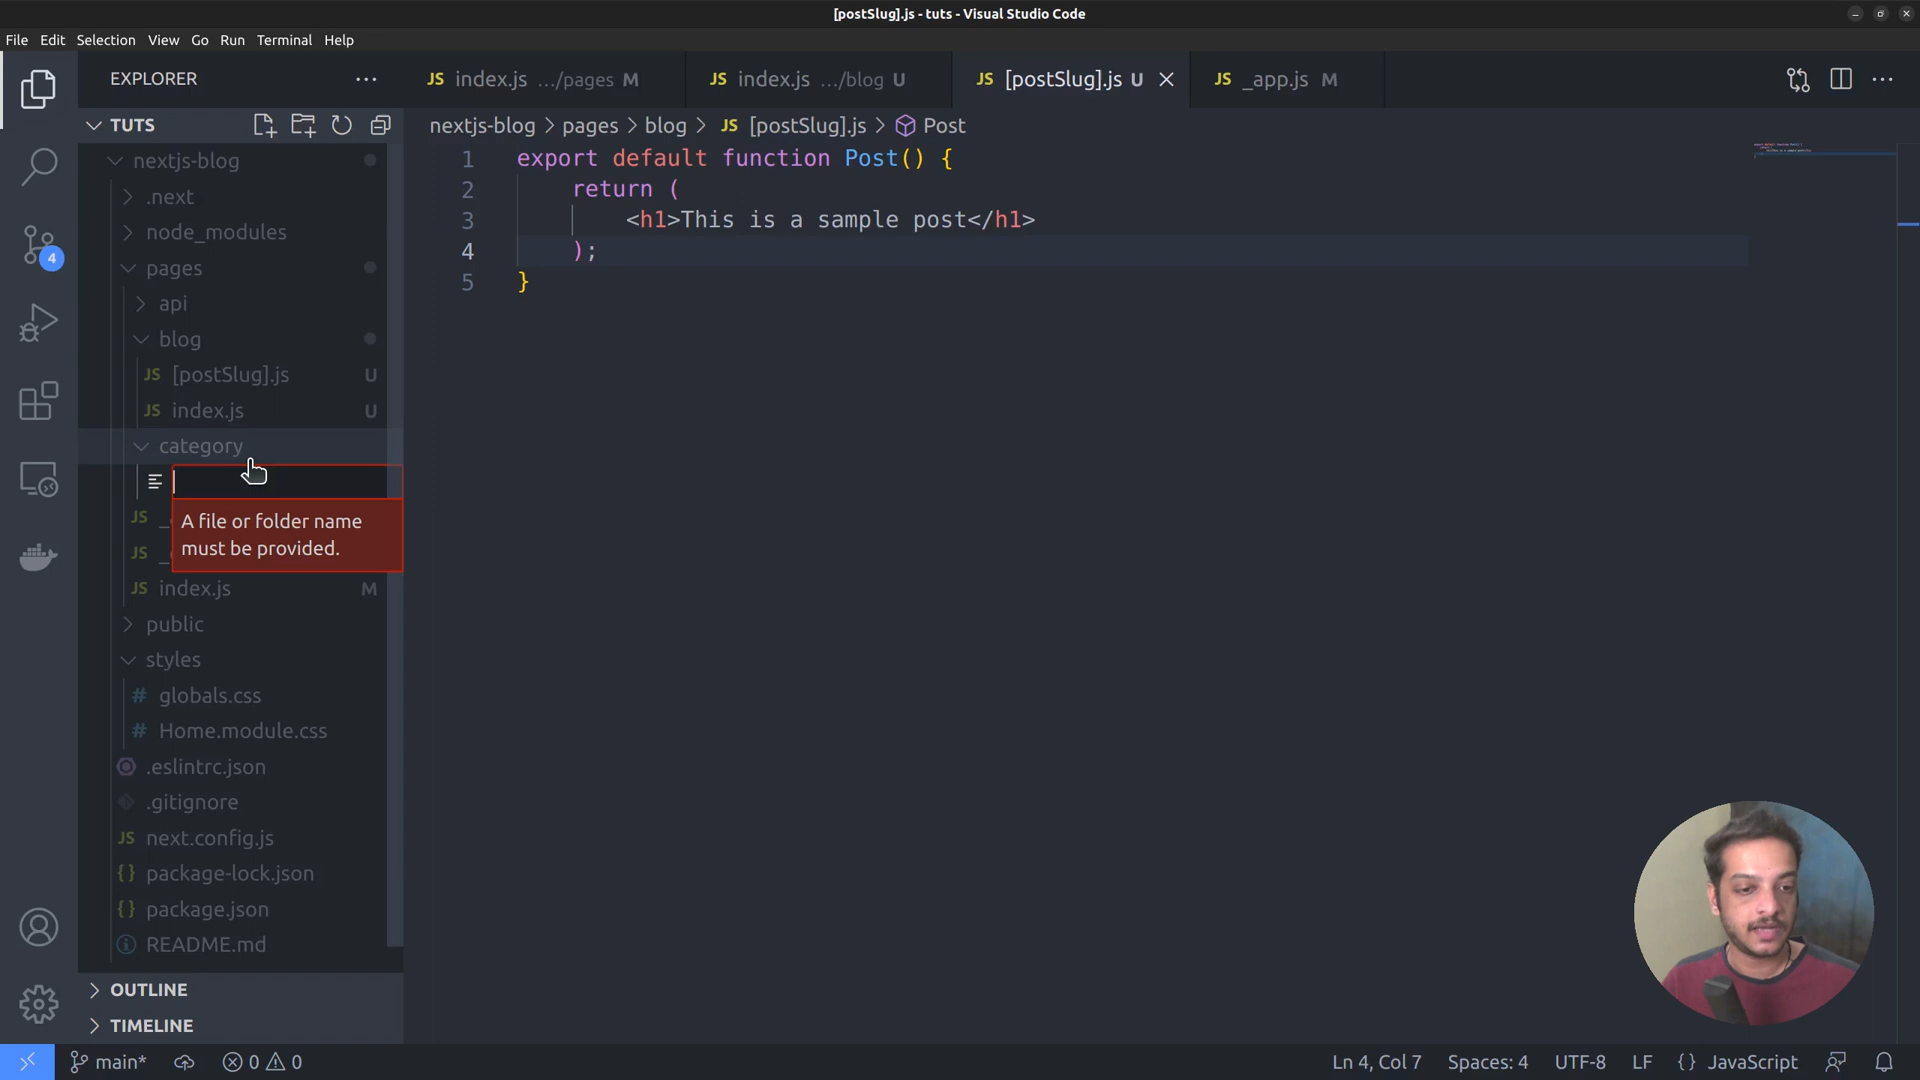 [postSlug].js - tuts - Visual Studio Code
File Edit Selection View Go Run Terminal Help
EXPLORER
JS index.js .../pages M
JS index.js .../blog U
JS [postSlug].js U
JS _app.js M
TUTS
nextjs-blog > pages > blog > JS [postSlug].js > Post
nextjs-blog
.next
node_modules
pages
api
blog
JS [postSlug].js U
JS index.js U
category
A file or folder name
must be provided.
JS _
JS _
JS index.js M
public
styles
# globals.css
# Home.module.css
.eslintrc.json
.gitignore
JS next.config.js
{} package-lock.json
{} package.json
README.md
OUTLINE
TIMELINE
1 export default function Post() {
2 return (
3 <h1>This is a sample post</h1>
4 );
5 }
4
main* 0 0
Ln 4, Col 7 Spaces: 4 UTF-8 LF {} JavaScript